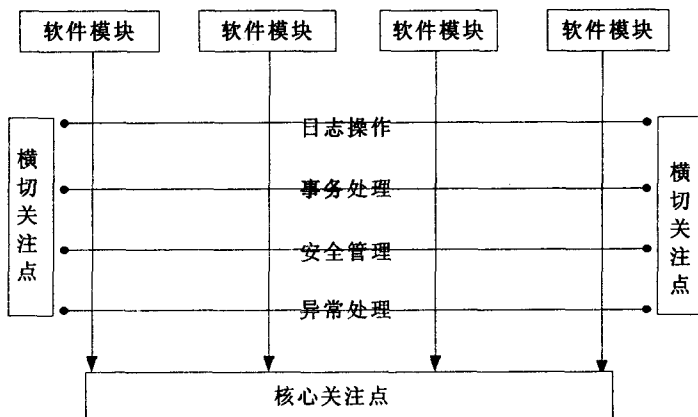 软件模块
软件模块
软件模块
软件模块
日志操作
横切关注点
横切关注点
事务处理
安全管理
异常处理
核心关注点